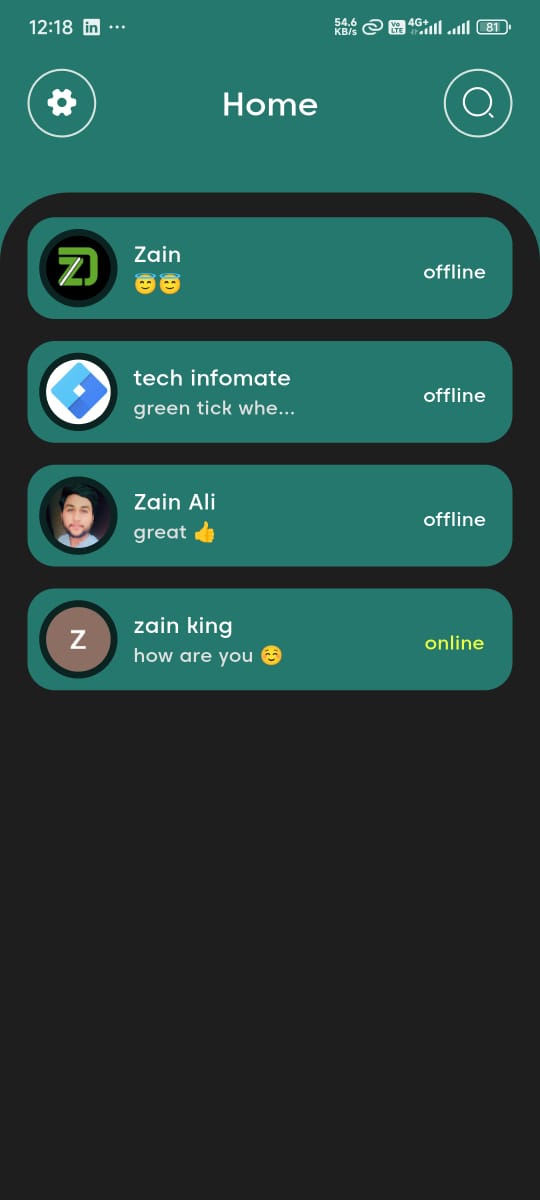 12:18 in ... 54.6 KB/s Vo LTE 4G+ 81
Home
ZD
Zain
😇😇
offline
tech infomate
green tick whe...
offline
Zain Ali
great 👍
offline
Z
zain king
how are you ☺️
online